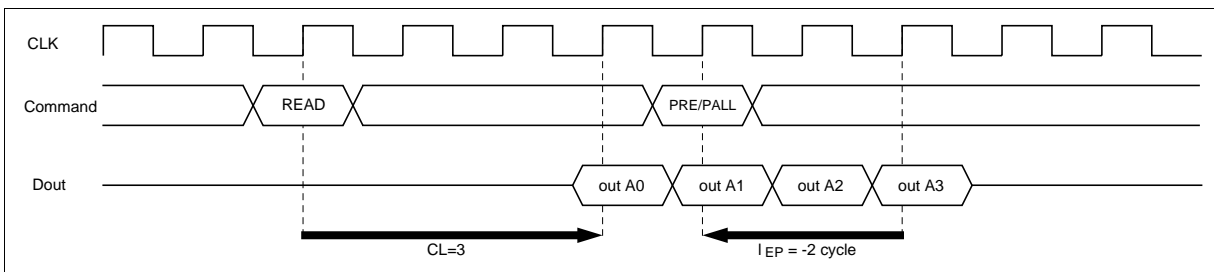 CLK
Command
READ
PRE/PALL
Dout
out A0
out A1
out A2
out A3
CL=3
l EP = -2 cycle